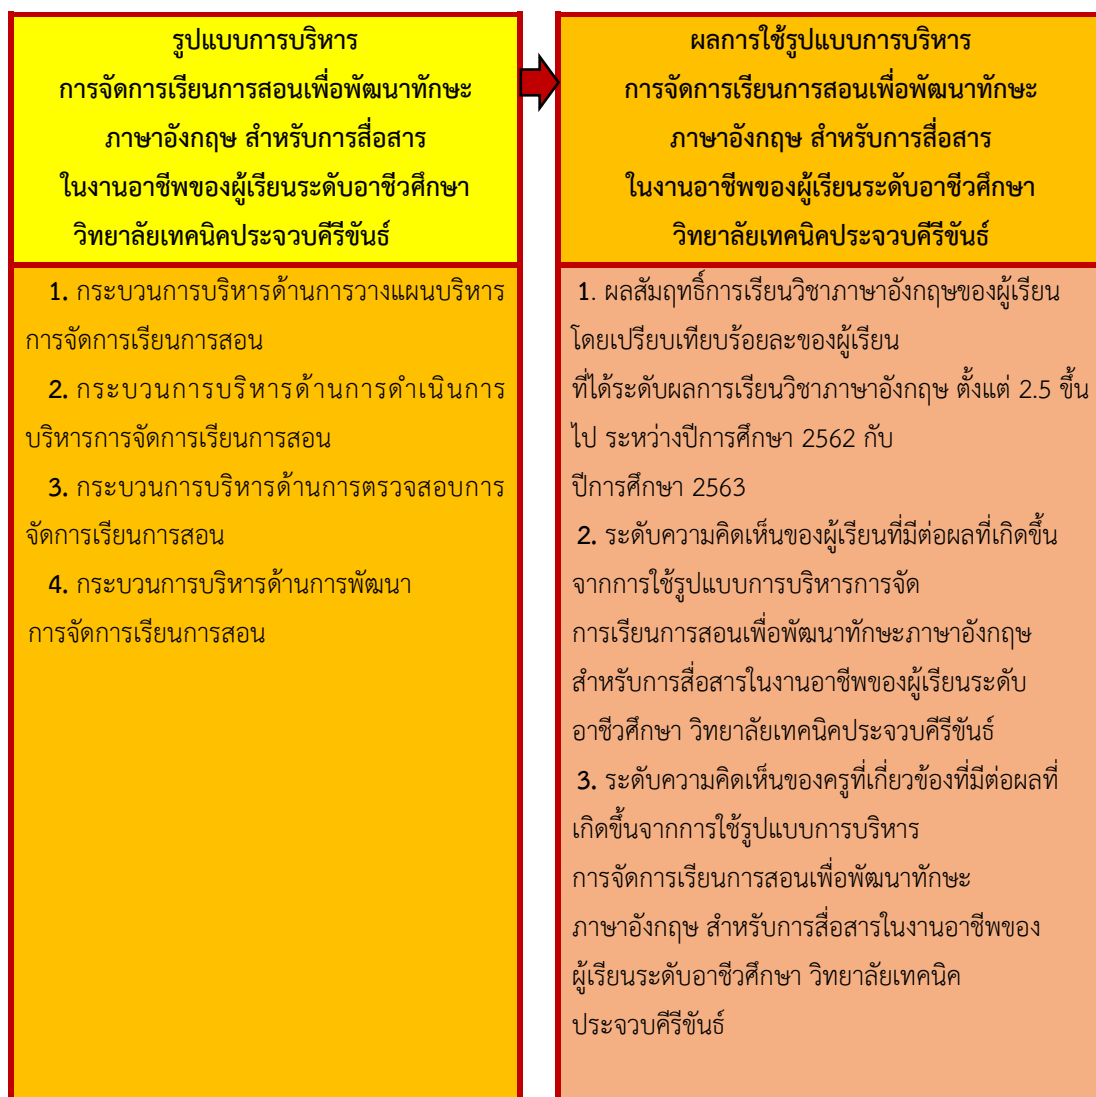 รูปแบบการบริหาร
การจัดการเรียนการสอนเพื่อพัฒนาทักษะ
ภาษาอังกฤษ สำหรับการสื่อสาร
ในงานอาชีพของผู้เรียนระดับอาชีวศึกษา
วิทยาลัยเทคนิคประจวบคีรีขันธ์
1. กระบวนการบริหารด้านการวางแผนบริหาร
การจัดการเรียนการสอน
2. กระบวนการบริหารด้านการดำเนินการ
บริหารการจัดการเรียนการสอน
3. กระบวนการบริหารด้านการตรวจสอบการ
จัดการเรียนการสอน
4. กระบวนการบริหารด้านการพัฒนา
การจัดการเรียนการสอน
ผลการใช้รูปแบบการบริหาร
การจัดการเรียนการสอนเพื่อพัฒนาทักษะ
ภาษาอังกฤษ สำหรับการสื่อสาร
ในงานอาชีพของผู้เรียนระดับอาชีวศึกษา
วิทยาลัยเทคนิคประจวบคีรีขันธ์
1. ผลสัมฤทธิ์การเรียนวิชาภาษาอังกฤษของผู้เรียน
โดยเปรียบเทียบร้อยละของผู้เรียน
ที่ได้ระดับผลการเรียนวิชาภาษาอังกฤษ ตั้งแต่ 2.5 ขึ้น
ไป ระหว่างปีการศึกษา 2562 กับ
ปีการศึกษา 2563
2. ระดับความคิดเห็นของผู้เรียนที่มีต่อผลที่เกิดขึ้น
จากการใช้รูปแบบการบริหารการจัด
การเรียนการสอนเพื่อพัฒนาทักษะภาษาอังกฤษ
สำหรับการสื่อสารในงานอาชีพของผู้เรียนระดับ
อาชีวศึกษา วิทยาลัยเทคนิคประจวบคีรีขันธ์
3. ระดับความคิดเห็นของครูที่เกี่ยวข้องที่มีต่อผลที่
เกิดขึ้นจากการใช้รูปแบบการบริหาร
การจัดการเรียนการสอนเพื่อพัฒนาทักษะ
ภาษาอังกฤษ สำหรับการสื่อสารในงานอาชีพของ
ผู้เรียนระดับอาชีวศึกษา วิทยาลัยเทคนิค
ประจวบคีรีขันธ์